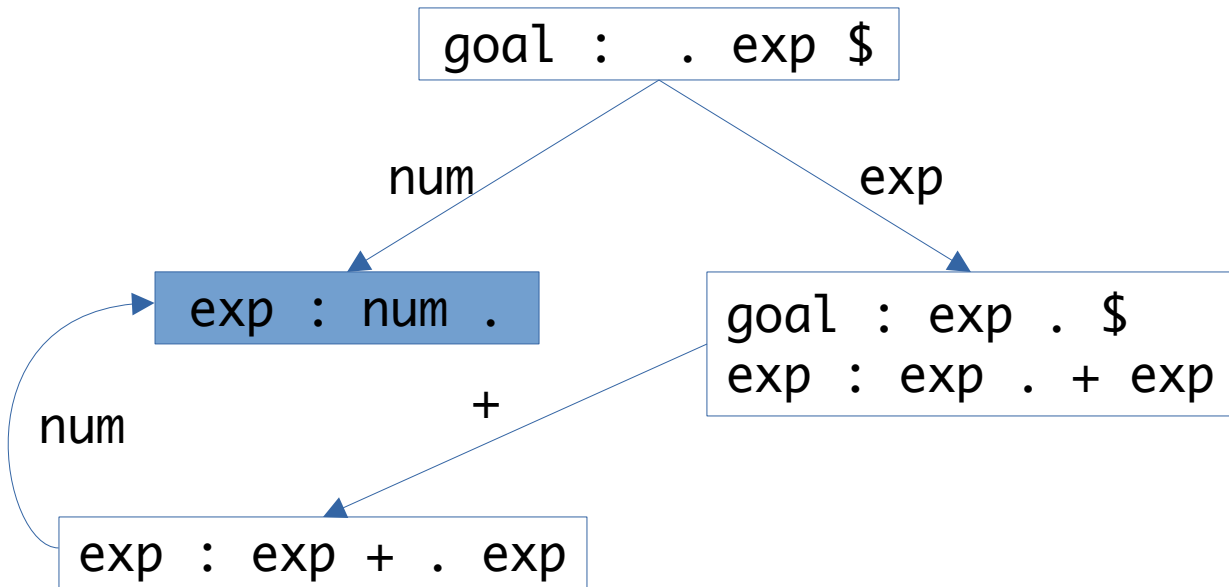 goal :  . exp $
num
exp
exp : num .
goal : exp . $
exp : exp . + exp
+
num
exp : exp + . exp